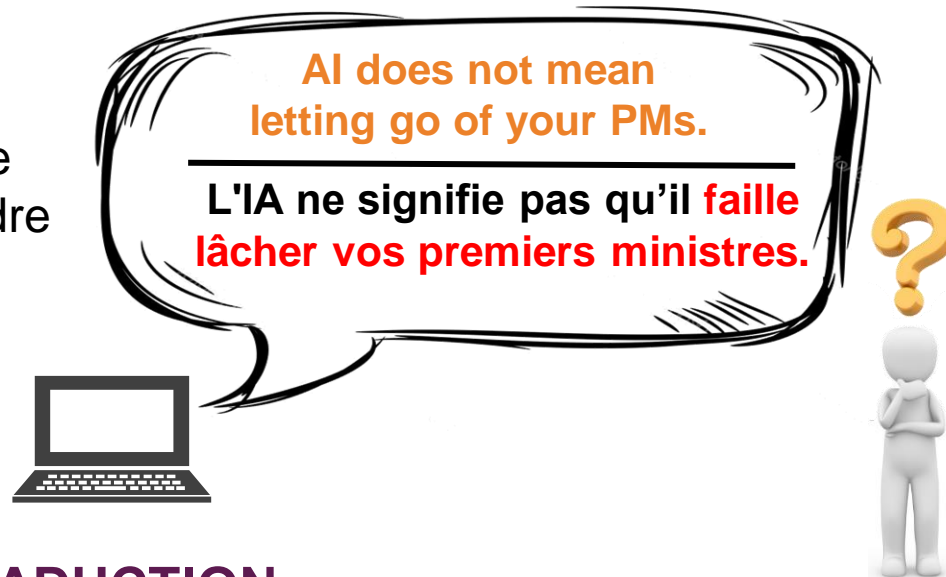 AI does not mean
letting go of your PMs.
L'IA ne signifie pas qu’il faille
lâcher vos premiers ministres.